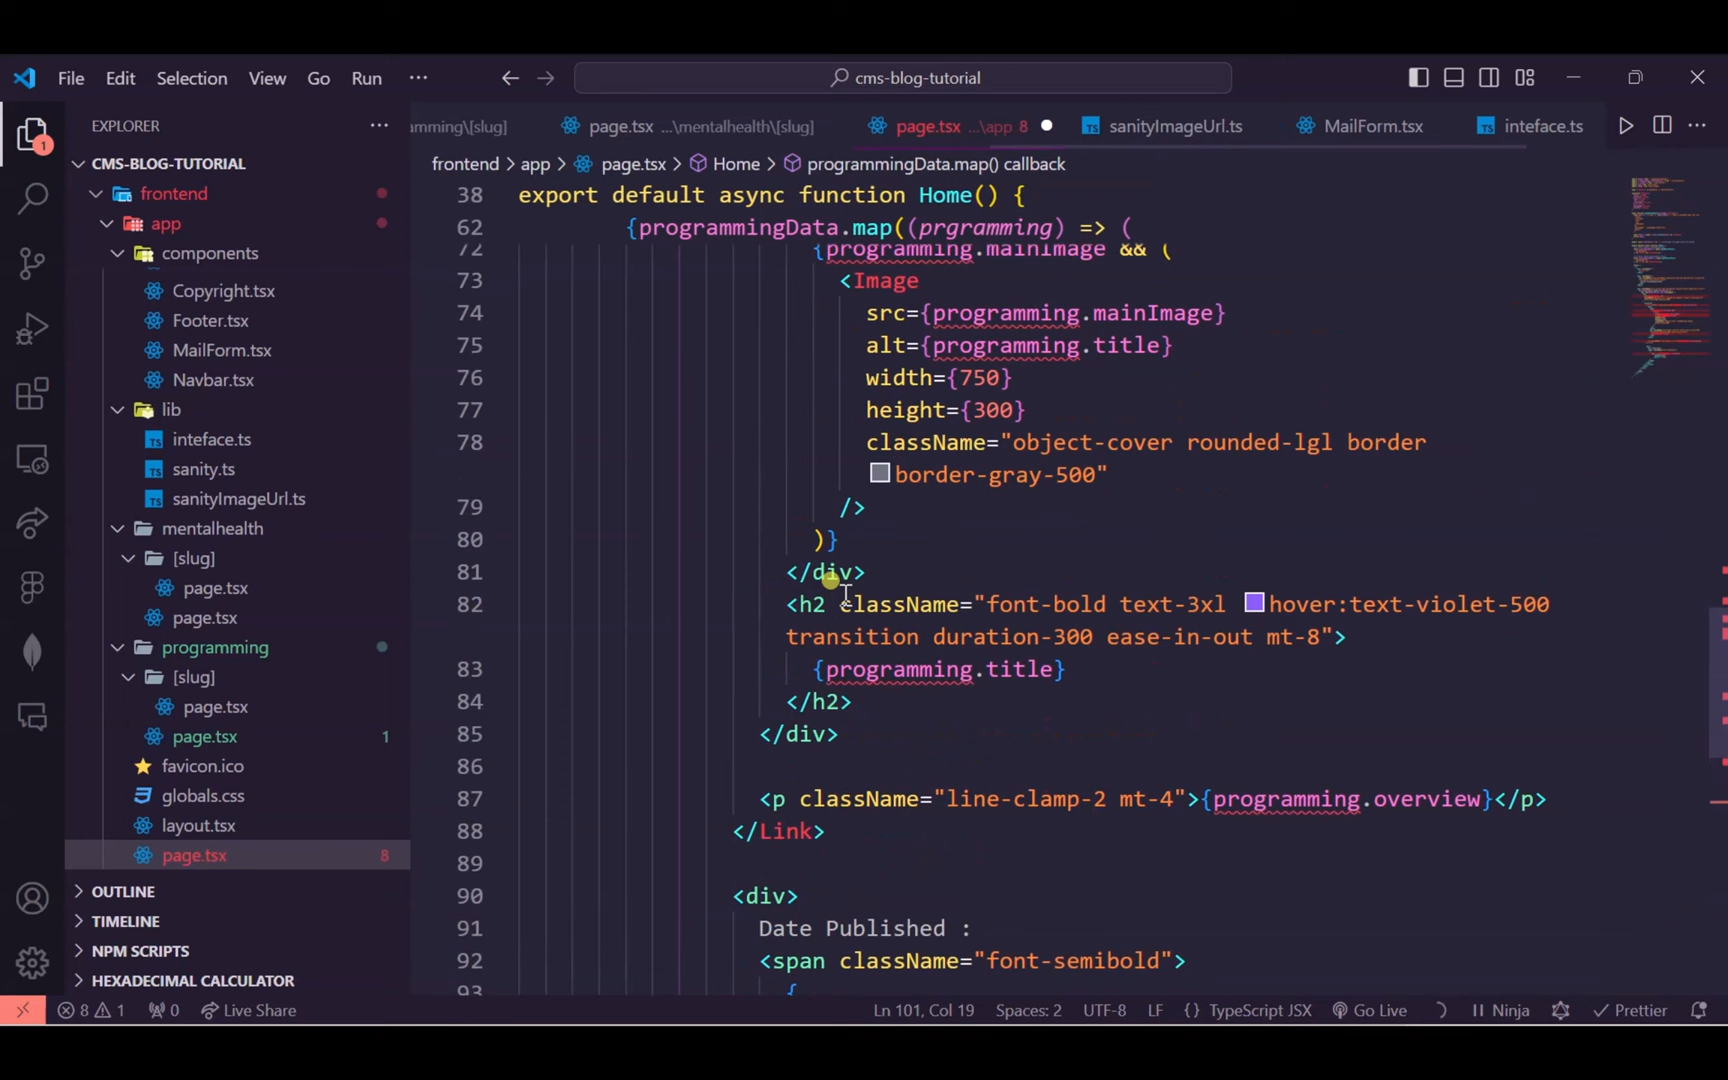 File Edit Selection View Go Run ··· cms-blog-tutorial
EXPLORER ···
amming\[slug] page.tsx ...\mentalhealth\[slug] page.tsx ...\app 8 sanityImageUrl.ts MailForm.tsx inteface.ts ···
CMS-BLOG-TUTORIAL
frontend > app > page.tsx > Home > programmingData.map() callback
frontend
app
components
Copyright.tsx
Footer.tsx
MailForm.tsx
Navbar.tsx
lib
inteface.ts
sanity.ts
sanityImageUrl.ts
mentalhealth
[slug]
page.tsx
page.tsx
programming
[slug]
page.tsx
page.tsx 1
favicon.ico
globals.css
layout.tsx
page.tsx 8
OUTLINE
TIMELINE
NPM SCRIPTS
HEXADECIMAL CALCULATOR
1
38 export default async function Home() {
62 {programmingData.map((prgramming) => (
72 {programming.mainImage && (
73 <Image
74 src={programming.mainImage}
75 alt={programming.title}
76 width={750}
77 height={300}
78 className="object-cover rounded-lgl border
border-gray-500"
79 />
80 )}
81 </div>
82 <h2 className="font-bold text-3xl hover:text-violet-500
transition duration-300 ease-in-out mt-8">
83 {programming.title}
84 </h2>
85 </div>
86
87 <p className="line-clamp-2 mt-4">{programming.overview}</p>
88 </Link>
89
90 <div>
91 Date Published :
92 <span className="font-semibold">
93 {
8 1 0 Live Share Ln 101, Col 19 Spaces: 2 UTF-8 LF {} TypeScript JSX Go Live Ninja Prettier